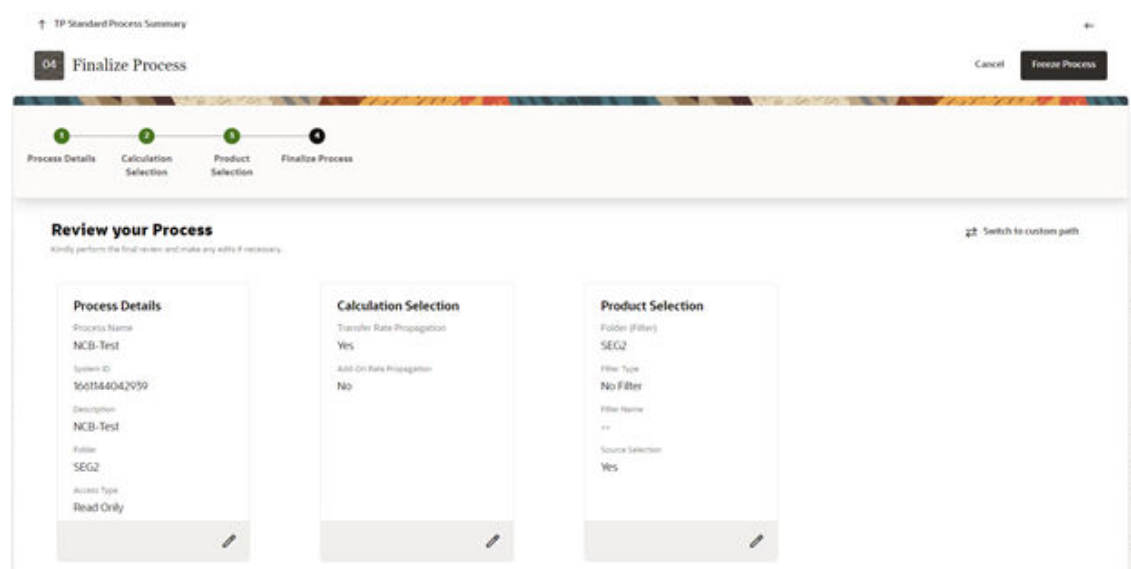 TP Standard Process Summary
04 Finalize Process
Cancel Freeze Process
1 2 3 4
Process Details Calculation Selection Product Selection Finalize Process
Review your Process
Switch to custom path
Kindly perform the final review and make any edits if necessary.
Process Details
Process Name
NCB-Test
System ID
1661144042939
Description
NCB-Test
Folder
SEG2
Access Type
Read Only
Calculation Selection
Transfer Rate Propagation
Yes
Add-On Rate Propagation
No
Product Selection
Folder (Filter)
SEG2
Filter Type
No Filter
Filter Name
--
Source Selection
Yes